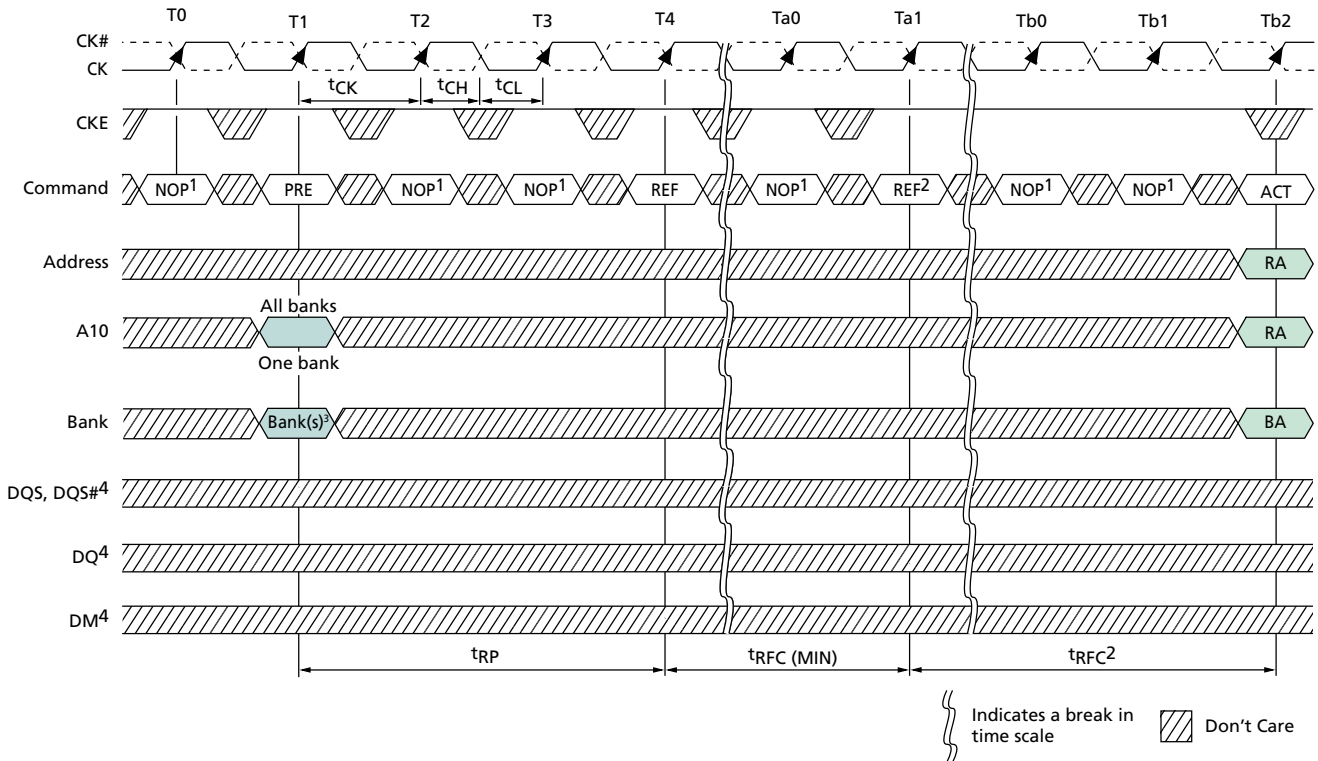 T0 T1 T2 T3 T4 Ta0 Ta1 Tb0 Tb1 Tb2
CK#
CK
tCK tCH tCL
CKE
Command NOP1 PRE NOP1 NOP1 REF NOP1 REF2 NOP1 NOP1 ACT
Address RA
All banks
A10 RA
One bank
Bank Bank(s)3 BA
DQS, DQS#4
DQ4
DM4
tRP tRFC (MIN) tRFC2
Indicates a break in
time scale
Don't Care